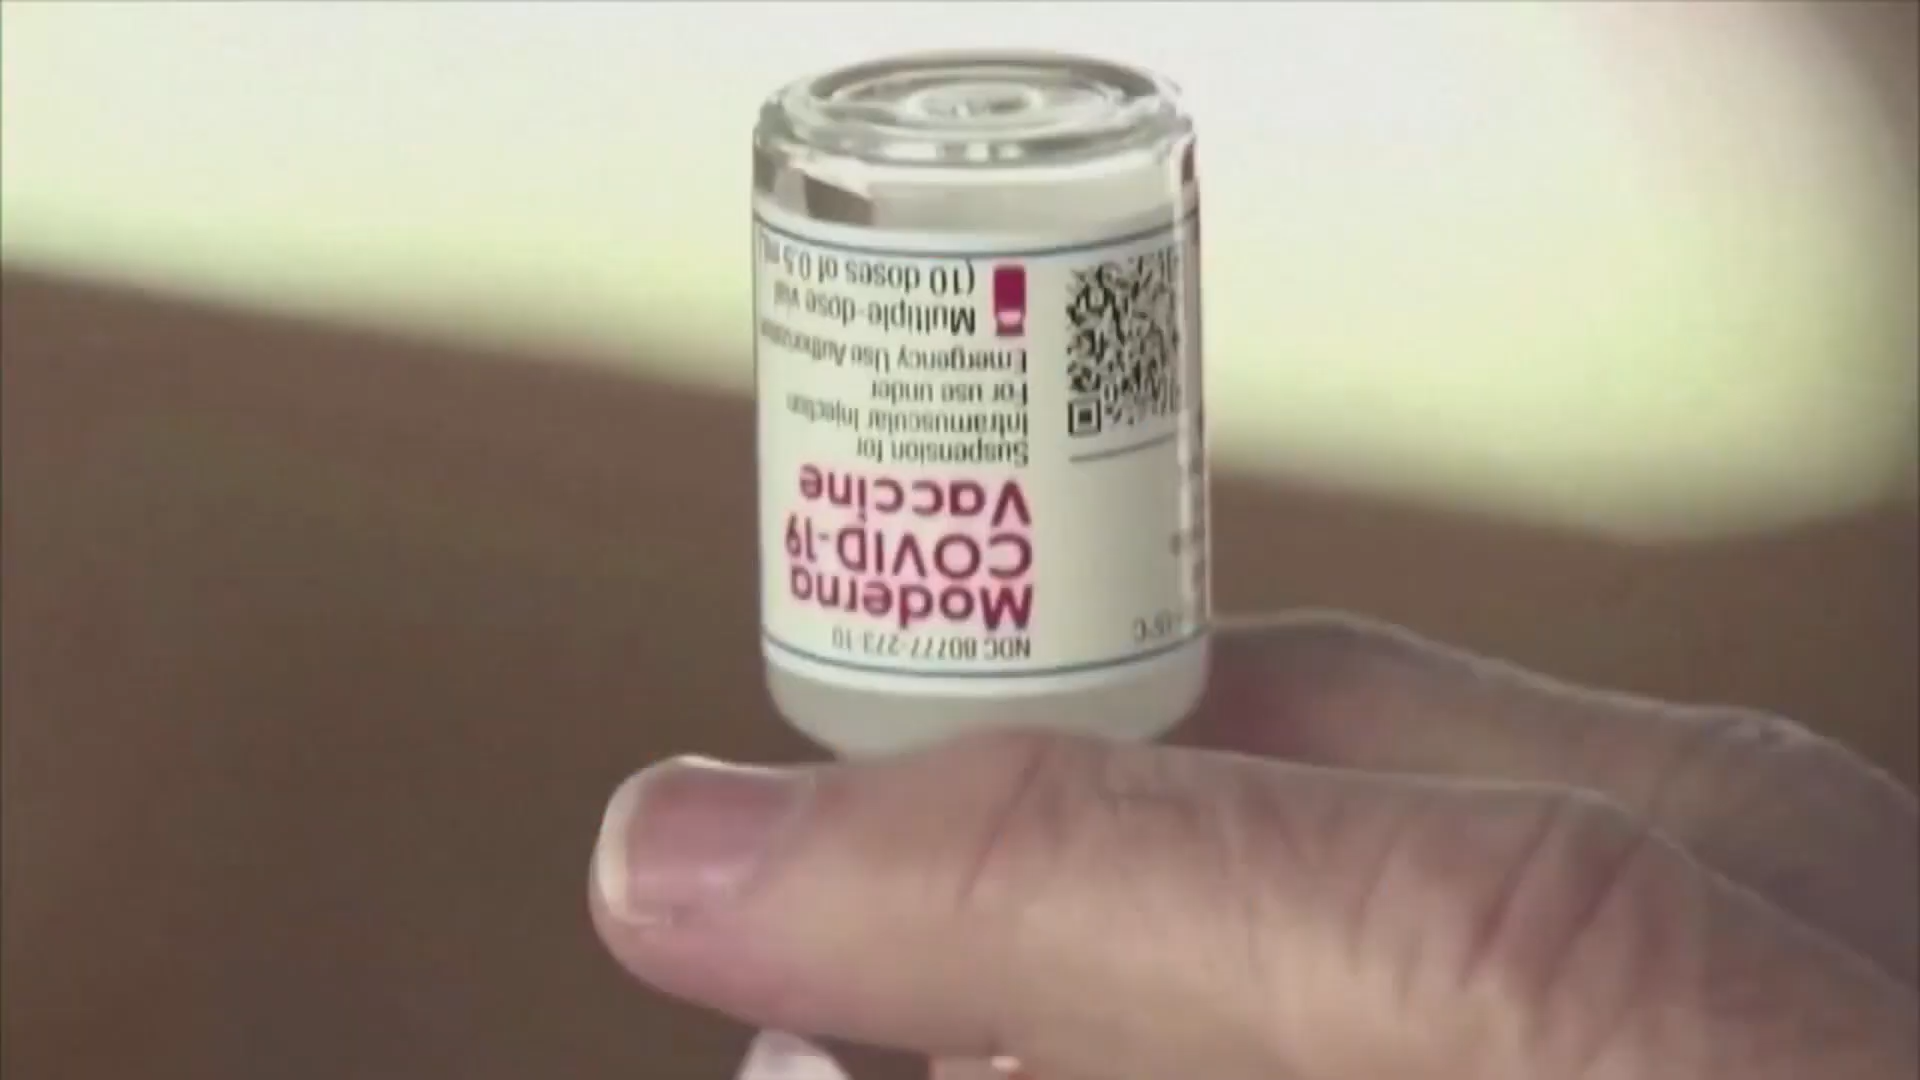 NDC 80777-273-10
Moderna
COVID-19
Vaccine
Suspension for
Intramuscular Injection
For use under
Emergency Use Authorization
Multiple-dose vial
(10 doses of 0.5 mL)